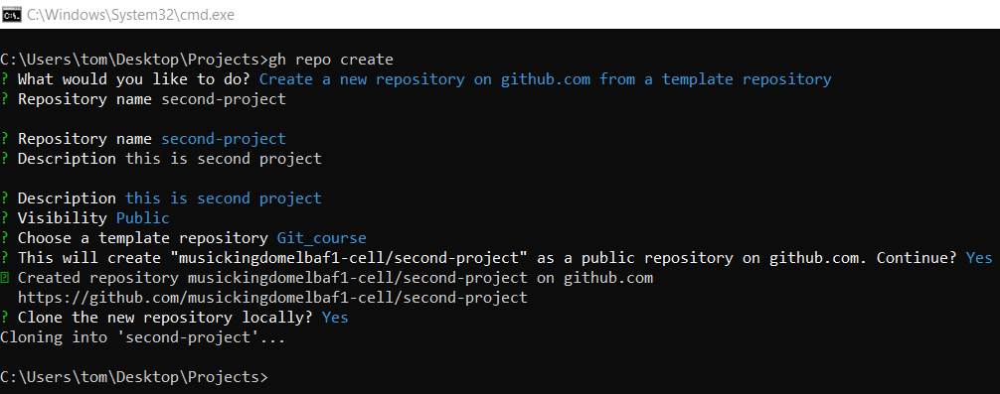 C:\Windows\System32\cmd.exe
C:\Users\tom\Desktop\Projects>gh repo create
? What would you like to do? Create a new repository on github.com from a template repository
? Repository name second-project
? Repository name second-project
? Description this is second project
? Description this is second project
? Visibility Public
? Choose a template repository Git_course
? This will create "musickingdomelbaf1-cell/second-project" as a public repository on github.com. Continue? Yes
Created repository musickingdomelbaf1-cell/second-project on github.com
https://github.com/musickingdomelbaf1-cell/second-project
? Clone the new repository locally? Yes
Cloning into 'second-project'...
C:\Users\tom\Desktop\Projects>